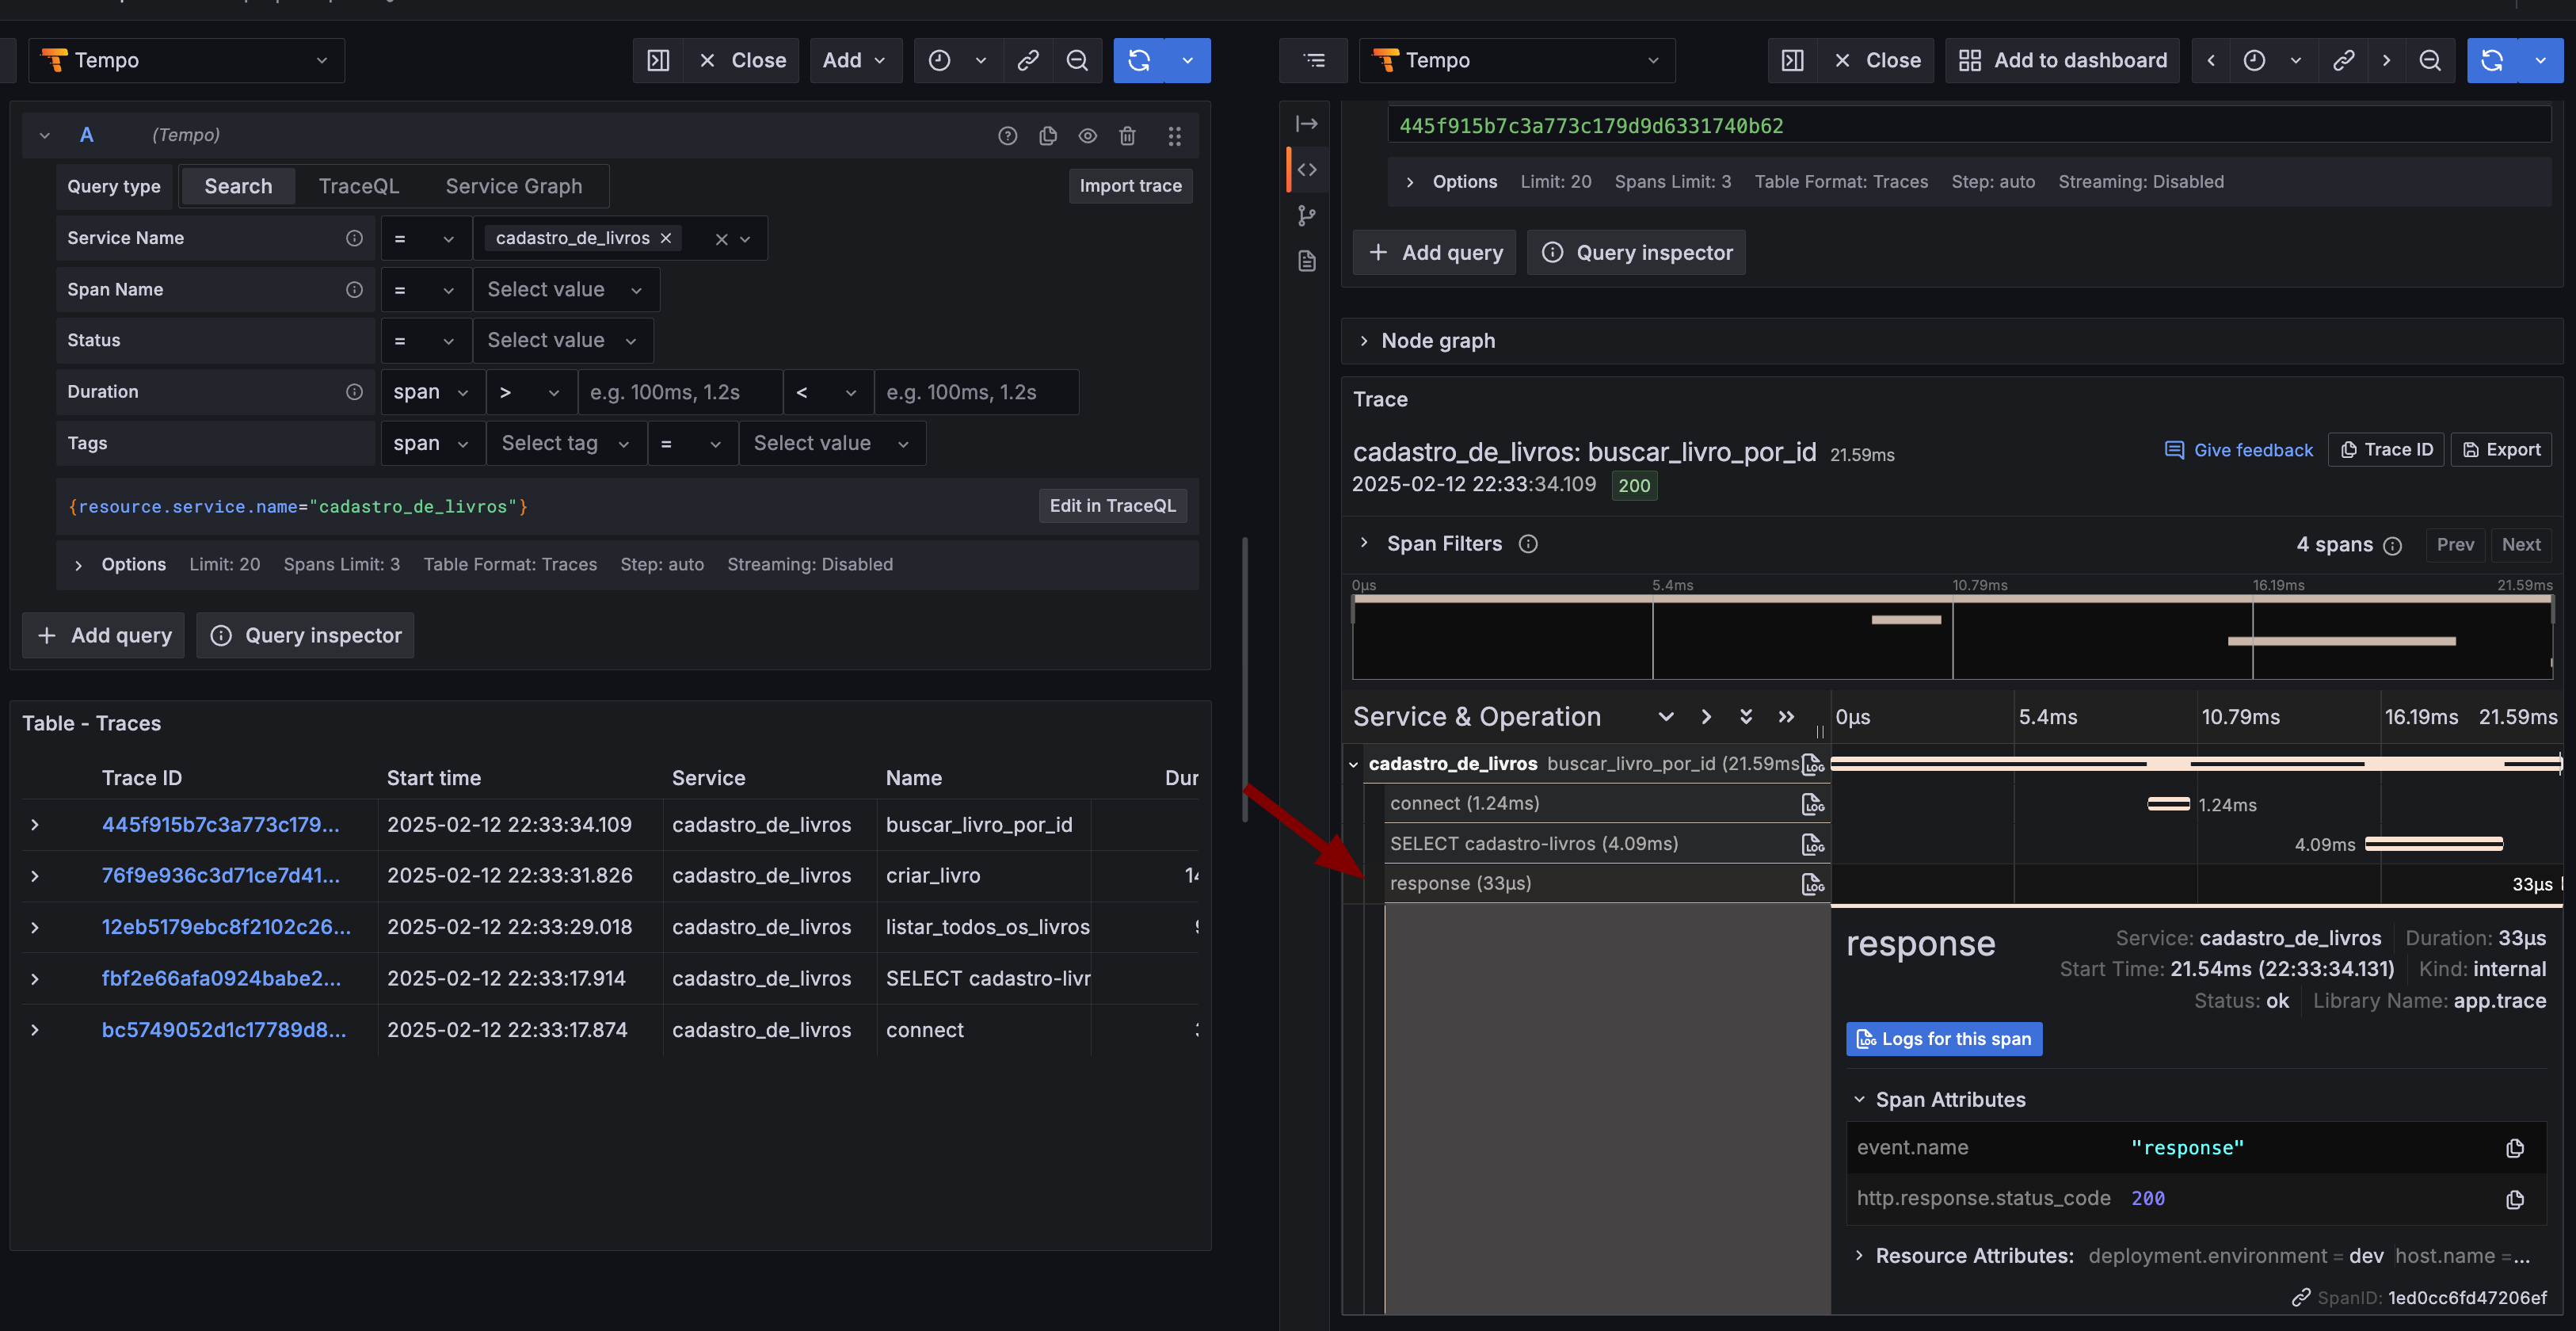 Tempo
Close
Add
A (Tempo)
Query type Search TraceQL Service Graph Import trace
Service Name = cadastro_de_livros
Span Name = Select value
Status = Select value
Duration span > e.g. 100ms, 1.2s < e.g. 100ms, 1.2s
Tags span Select tag = Select value
{resource.service.name="cadastro_de_livros"} Edit in TraceQL
Options Limit: 20 Spans Limit: 3 Table Format: Traces Step: auto Streaming: Disabled
+ Add query Query inspector
Table - Traces
Trace ID Start time Service Name Dur
445f915b7c3a773c179... 2025-02-12 22:33:34.109 cadastro_de_livros buscar_livro_por_id
76f9e936c3d71ce7d41... 2025-02-12 22:33:31.826 cadastro_de_livros criar_livro 14
12eb5179ebc8f2102c26... 2025-02-12 22:33:29.018 cadastro_de_livros listar_todos_os_livros
fbf2e66afa0924babe2... 2025-02-12 22:33:17.914 cadastro_de_livros SELECT cadastro-livr
bc5749052d1c17789d8... 2025-02-12 22:33:17.874 cadastro_de_livros connect
Tempo
Close
Add to dashboard
445f915b7c3a773c179d9d6331740b62
Options Limit: 20 Spans Limit: 3 Table Format: Traces Step: auto Streaming: Disabled
+ Add query Query inspector
Node graph
Trace
cadastro_de_livros: buscar_livro_por_id 21.59ms Give feedback Trace ID Export
2025-02-12 22:33:34.109 200
Span Filters 4 spans Prev Next
0μs 5.4ms 10.79ms 16.19ms 21.59ms
Service & Operation 0μs 5.4ms 10.79ms 16.19ms 21.59ms
cadastro_de_livros buscar_livro_por_id (21.59ms LOG
connect (1.24ms) LOG 1.24ms
SELECT cadastro-livros (4.09ms) LOG 4.09ms
response (33μs) LOG 33μs
response Service: cadastro_de_livros Duration: 33μs
Start Time: 21.54ms (22:33:34.131) Kind: internal
Status: ok Library Name: app.trace
LOG Logs for this span
Span Attributes
event.name "response"
http.response.status_code 200
Resource Attributes: deployment.environment = dev host.name =...
SpanID: 1ed0cc6fd47206ef